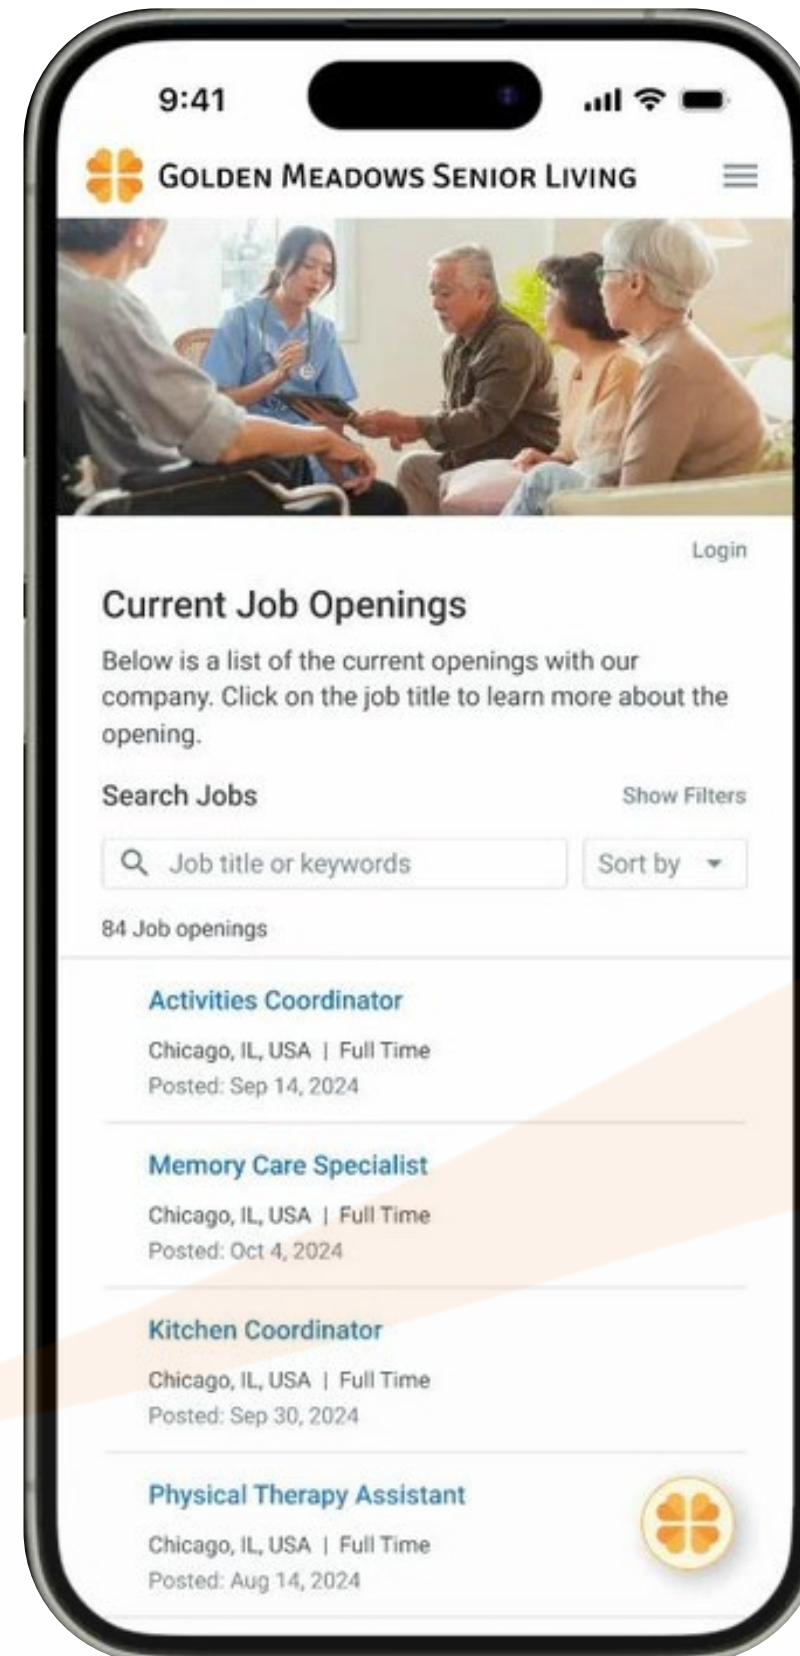 9:41
GOLDEN MEADOWS SENIOR LIVING
Login
Current Job Openings
Below is a list of the current openings with our
company. Click on the job title to learn more about the
opening.
Search Jobs
Show Filters
Job title or keywords
Sort by
84 Job openings
Activities Coordinator
Chicago, IL, USA | Full Time
Posted: Sep 14, 2024
Memory Care Specialist
Chicago, IL, USA | Full Time
Posted: Oct 4, 2024
Kitchen Coordinator
Chicago, IL, USA | Full Time
Posted: Sep 30, 2024
Physical Therapy Assistant
Chicago, IL, USA | Full Time
Posted: Aug 14, 2024